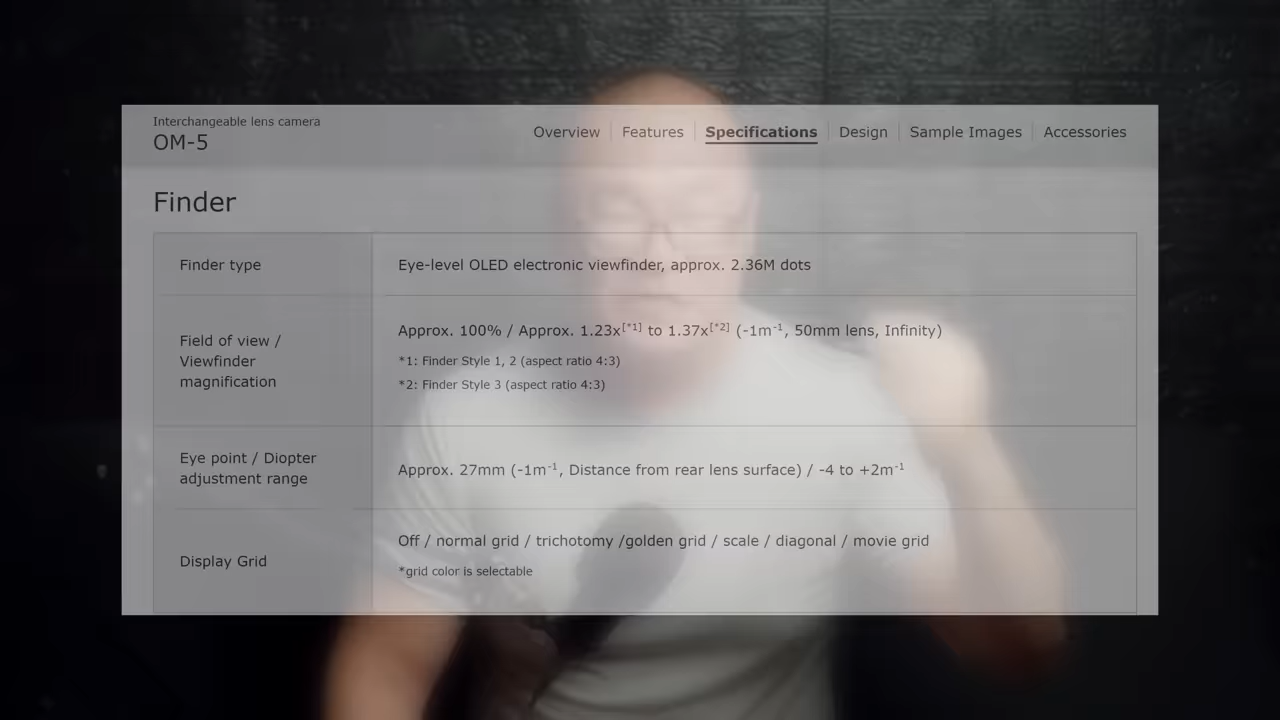 Interchangeable lens camera
OM-5
Overview Features Specifications Design Sample Images Accessories
Finder
Finder type
Eye-level OLED electronic viewfinder, approx. 2.36M dots
Field of view /
Viewfinder
magnification
Approx. 100% / Approx. 1.23x[*1] to 1.37x[*2] (-1m-1, 50mm lens, Infinity)
*1: Finder Style 1, 2 (aspect ratio 4:3)
*2: Finder Style 3 (aspect ratio 4:3)
Eye point / Diopter
adjustment range
Approx. 27mm (-1m-1, Distance from rear lens surface) / -4 to +2m-1
Display Grid
Off / normal grid / trichotomy /golden grid / scale / diagonal / movie grid
*grid color is selectable